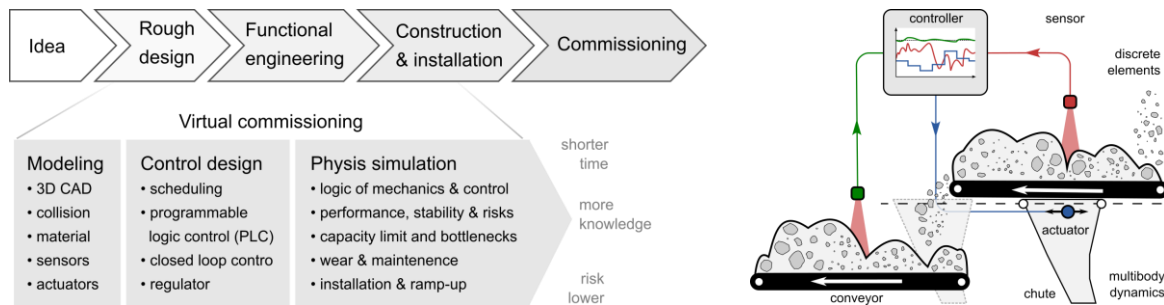 Idea
Rough
design
Functional
engineering
Construction
& installation
Commissioning
Virtual commissioning
Modeling
• 3D CAD
• collision
• material
• sensors
• actuators
Control design
• scheduling
• programmable
logic control (PLC)
• closed loop contro
• regulator
Physis simulation
• logic of mechanics & control
• performance, stability & risks
• capacity limit and bottlenecks
• wear & maintenence
• installation & ramp-up
shorter
time
more
knowledge
risk
lower
controller
sensor
discrete
elements
actuator
conveyor
chute
multibody
dynamics